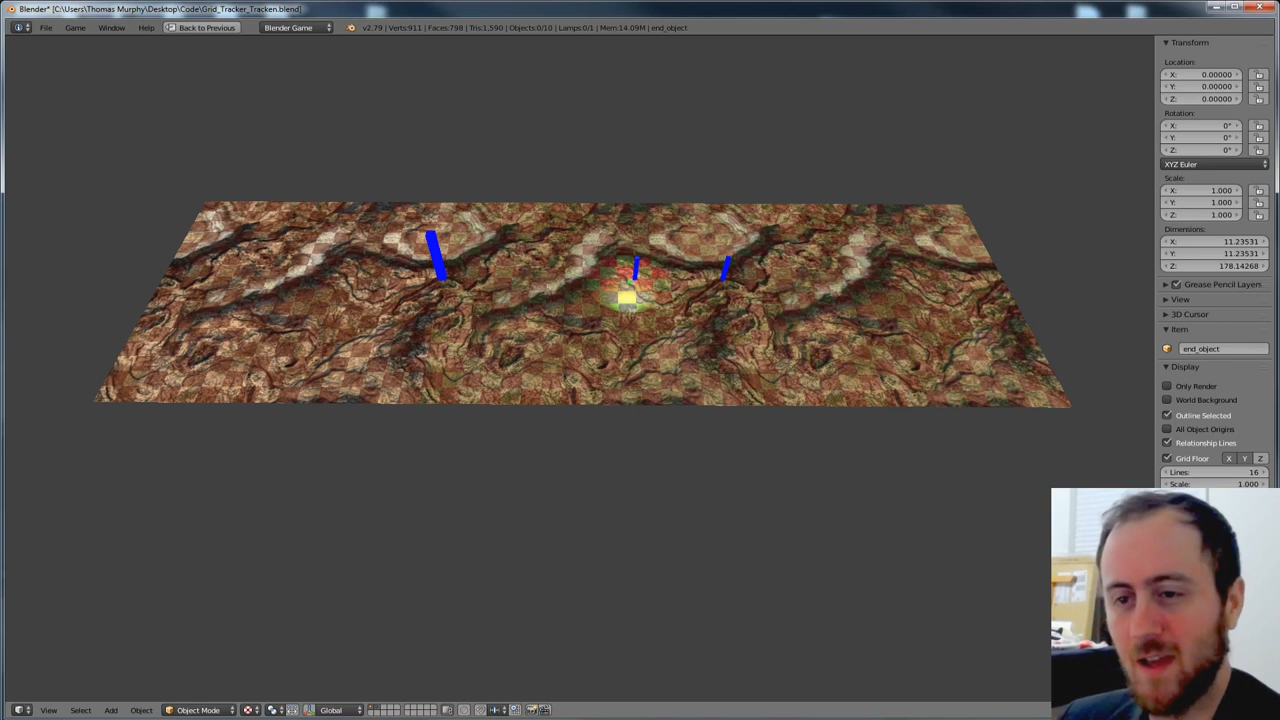 Blender* [C:\Users\Thomas Murphy\Desktop\Code\Grid_Tracker_Tracken.blend]
File Game Window Help Back to Previous Blender Game v2.79 | Verts:911 | Faces:798 | Tris:1,590 | Objects:0/10 | Lamps:0/1 | Mem:14.09M | end_object
Transform
Location:
X: 0.00000
Y: 0.00000
Z: 0.00000
Rotation:
X: 0°
Y: 0°
Z: 0°
XYZ Euler
Scale:
X: 1.000
Y: 1.000
Z: 1.000
Dimensions:
X: 11.23531
Y: 11.23531
Z: 178.14268
Grease Pencil Layers
View
3D Cursor
Item
end_object
Display
Only Render
World Background
Outline Selected
All Object Origins
Relationship Lines
Grid Floor X Y Z
Lines: 16
Scale: 1.000
View Select Add Object Object Mode Global